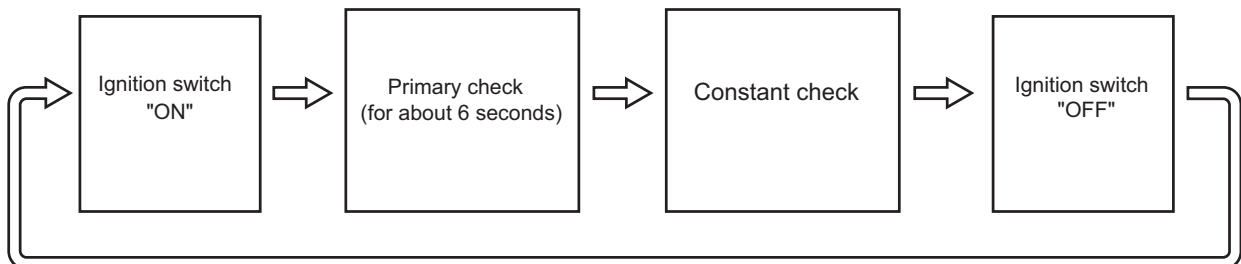 Ignition switch
"ON"
Primary check
(for about 6 seconds)
Constant check
Ignition switch
"OFF"